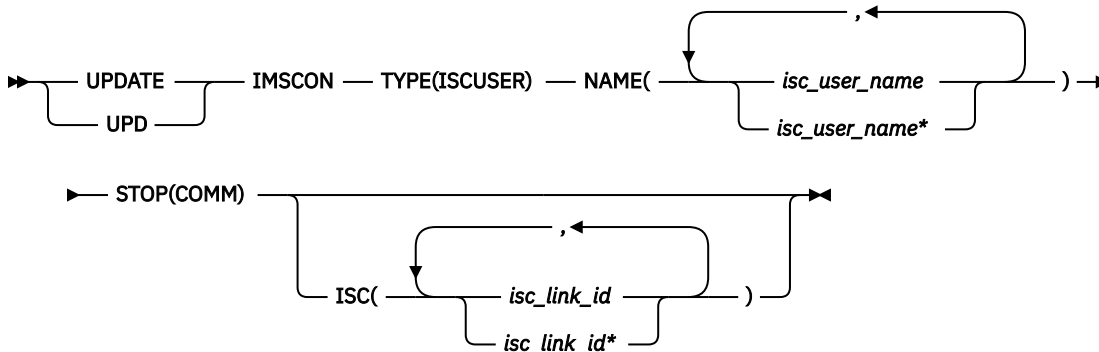 ,
UPDATE IMSCON TYPE(ISCUSER) NAME( isc_user_name )
UPD isc_user_name*
STOP(COMM)
,
ISC( isc_link_id )
isc_link_id*